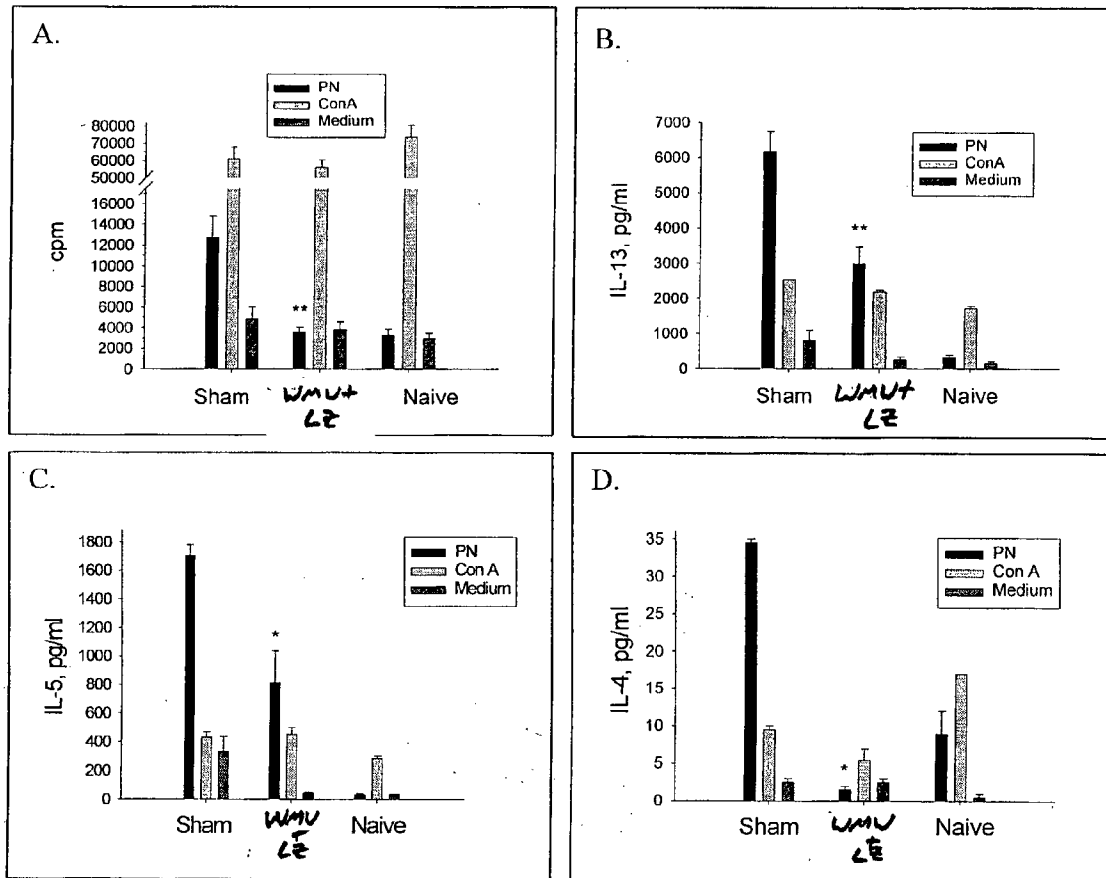 A.
PN
ConA
Medium
80000
70000
60000
50000
16000
14000
12000
10000
8000
6000
4000
2000
0
cpm
**
Sham
WMV+
LZ
Naive
B.
PN
ConA
Medium
7000
6000
5000
4000
3000
2000
1000
0
IL-13, pg/ml
**
Sham
WMV+
LZ
Naive
C.
PN
Con A
Medium
1800
1600
1400
1200
1000
800
600
400
200
0
IL-5, pg/ml
*
Sham
WMV
+
LZ
Naive
D.
PN
Con A
Medium
35
30
25
20
15
10
5
0
IL-4, pg/ml
*
Sham
WMV
+
LZ
Naive